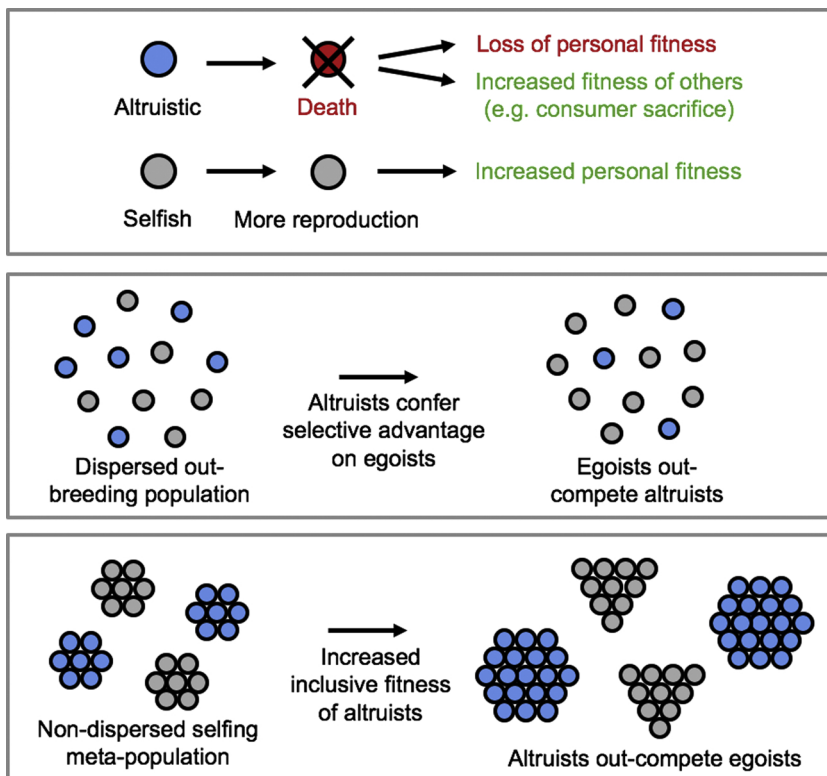 Altruistic
Death
Loss of personal fitness
Increased fitness of others
(e.g. consumer sacrifice)
Selfish
More reproduction
Increased personal fitness
Dispersed out-
breeding population
Altruists confer
selective advantage
on egoists
Egoists out-
compete altruists
Non-dispersed selfing
meta-population
Increased
inclusive fitness
of altruists
Altruists out-compete egoists